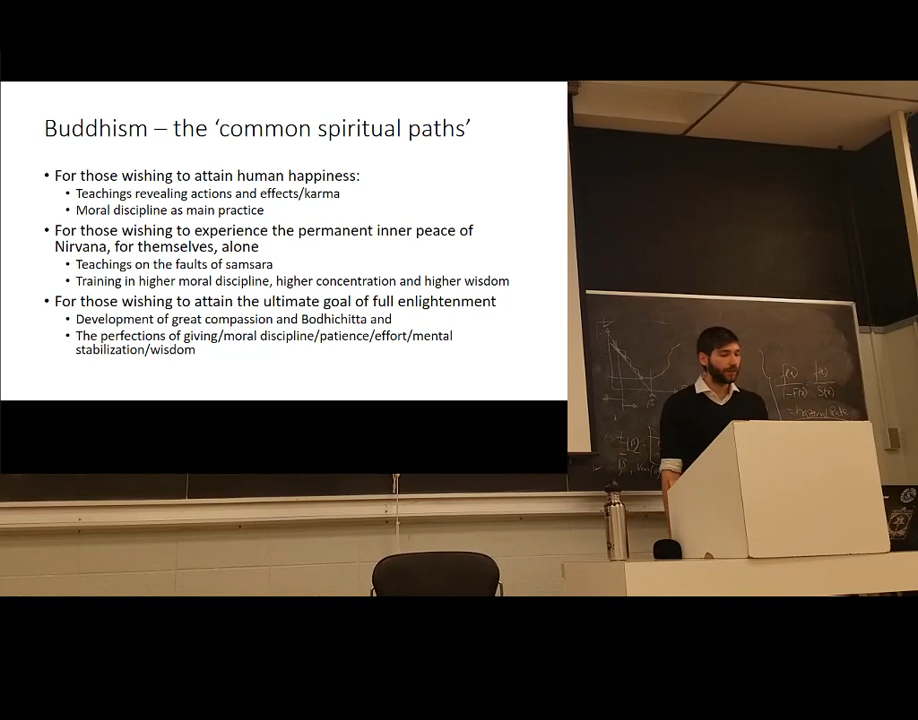 Buddhism – the ‘common spiritual paths’
• For those wishing to attain human happiness:
• Teachings revealing actions and effects/karma
• Moral discipline as main practice
• For those wishing to experience the permanent inner peace of
Nirvana, for themselves, alone
• Teachings on the faults of samsara
• Training in higher moral discipline, higher concentration and higher wisdom
• For those wishing to attain the ultimate goal of full enlightenment
• Development of great compassion and Bodhichitta and
• The perfections of giving/moral discipline/patience/effort/mental
stabilization/wisdom
f(x) f(x)
1-F(x) S(x)